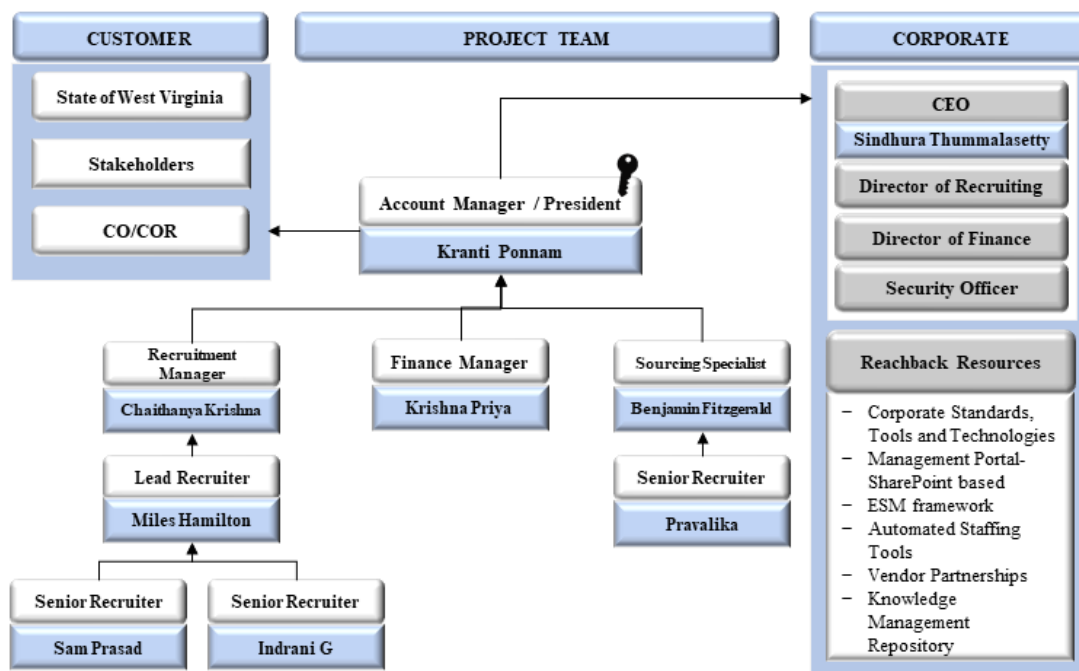 CUSTOMER
PROJECT TEAM
CORPORATE
State of West Virginia
Stakeholders
CO/COR
Account Manager / President
Kranti Ponnam
CEO
Sindhura Thummalasetty
Director of Recruiting
Director of Finance
Security Officer
Recruitment
Manager
Chaithanya Krishna
Finance Manager
Krishna Priya
Sourcing Specialist
Benjamin Fitzgerald
Lead Recruiter
Miles Hamilton
Senior Recruiter
Pravalika
Senior Recruiter
Sam Prasad
Senior Recruiter
Indrani G
Reachback Resources
– Corporate Standards,
Tools and Technologies
– Management Portal-
SharePoint based
– ESM framework
– Automated Staffing
Tools
– Vendor Partnerships
– Knowledge
Management
Repository